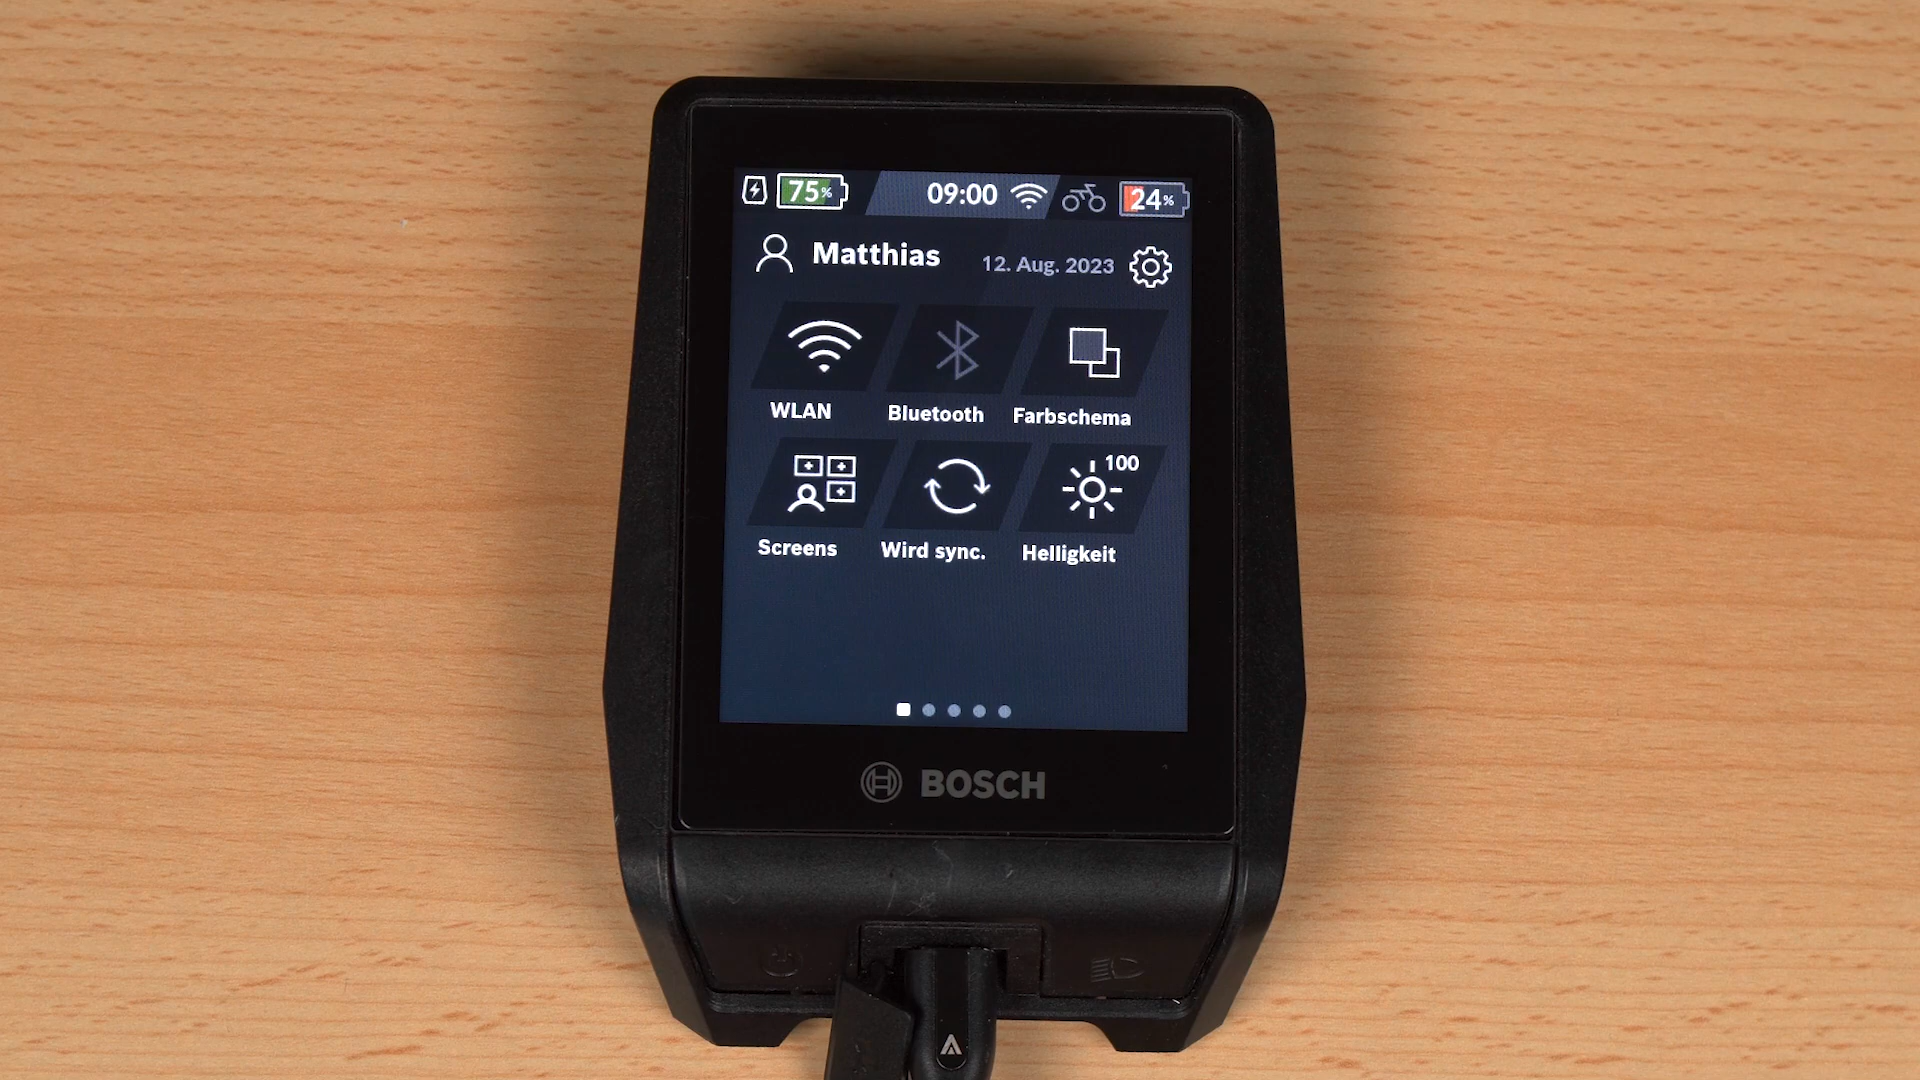 75% 09:00 24%
Matthias 12. Aug. 2023
WLAN Bluetooth Farbschema
100
Screens Wird sync. Helligkeit
BOSCH